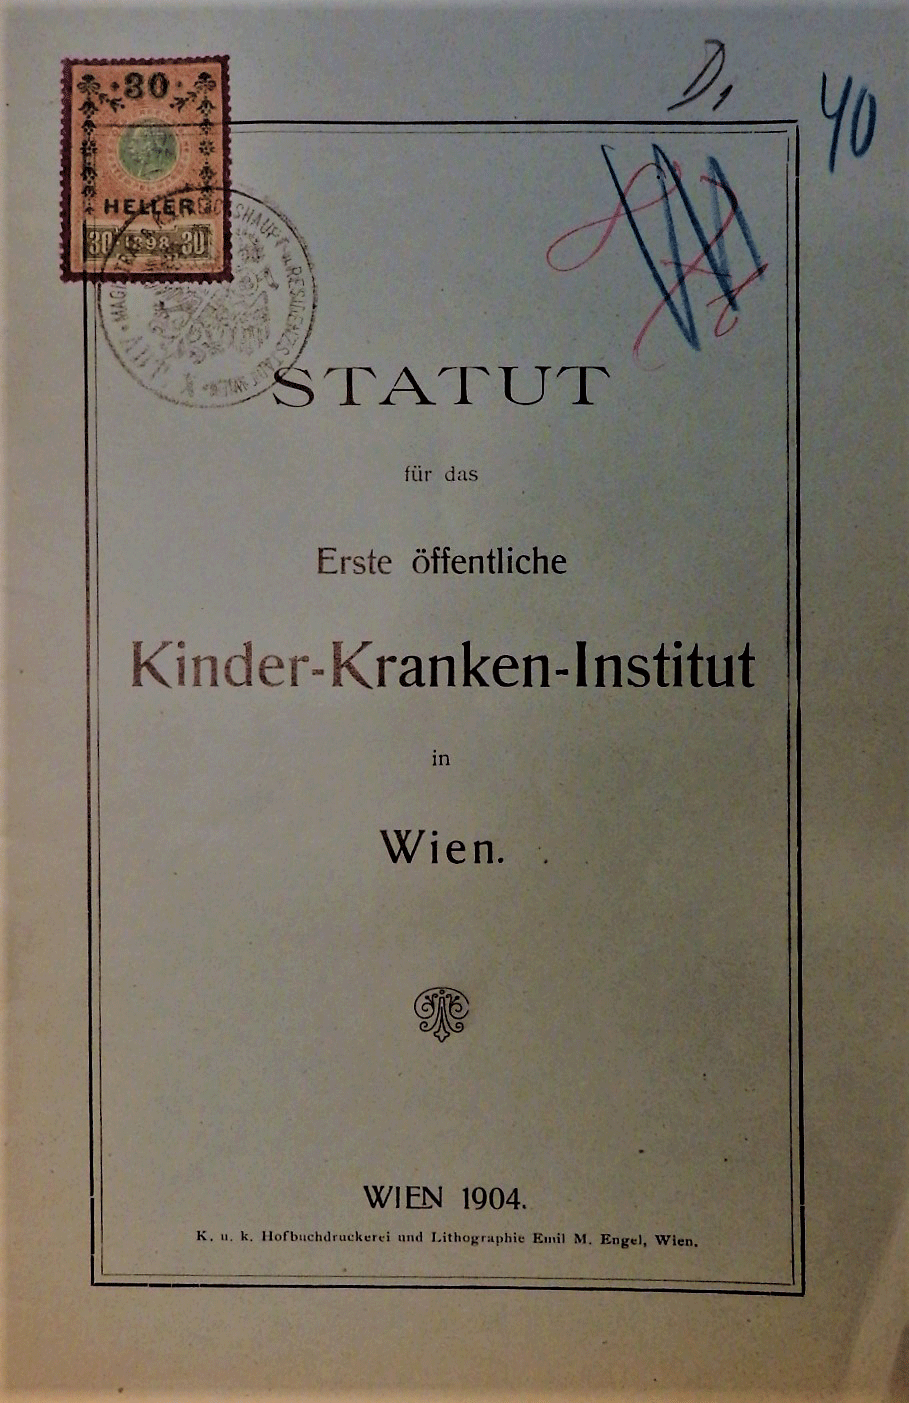 D,
40
30
HELLER
30 1898 30
STATUT
für das
Erste öffentliche
Kinder-Kranken-Institut
in
Wien.
WIEN 1904.
K. u. k. Hofbuchdruckerei und Lithographie Emil M. Engel, Wien.